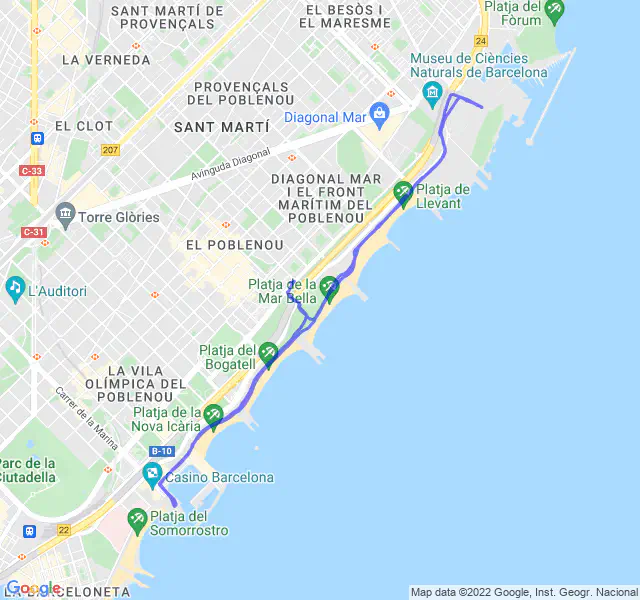 SANT MARTÍ DE
PROVENÇALS
EL BESÒS I
EL MARESME
Platja del
Fòrum
24
LA VERNEDA
Museu de Ciències
Naturals de Barcelona
PROVENÇALS
DEL POBLENOU
Diagonal Mar
EL CLOT
SANT MARTÍ
207
Avinguda Diagonal
C-33
DIAGONAL MAR
I EL FRONT
MARÍTIM DEL
POBLENOU
Platja de
Llevant
Torre Glòries
C-31
EL POBLENOU
L'Auditori
Platja de la
Mar Bella
Platja del
Bogatell
LA VILA
OLÍMPICA DEL
POBLENOU
Carrer de la Marina
Platja de la
Nova Icària
B-10
Parc de la
Ciutadella
Casino Barcelona
22
Platja del
Somorrostro
LA BARCELONETA
Google
Map data ©2022 Google, Inst. Geogr. Nacional